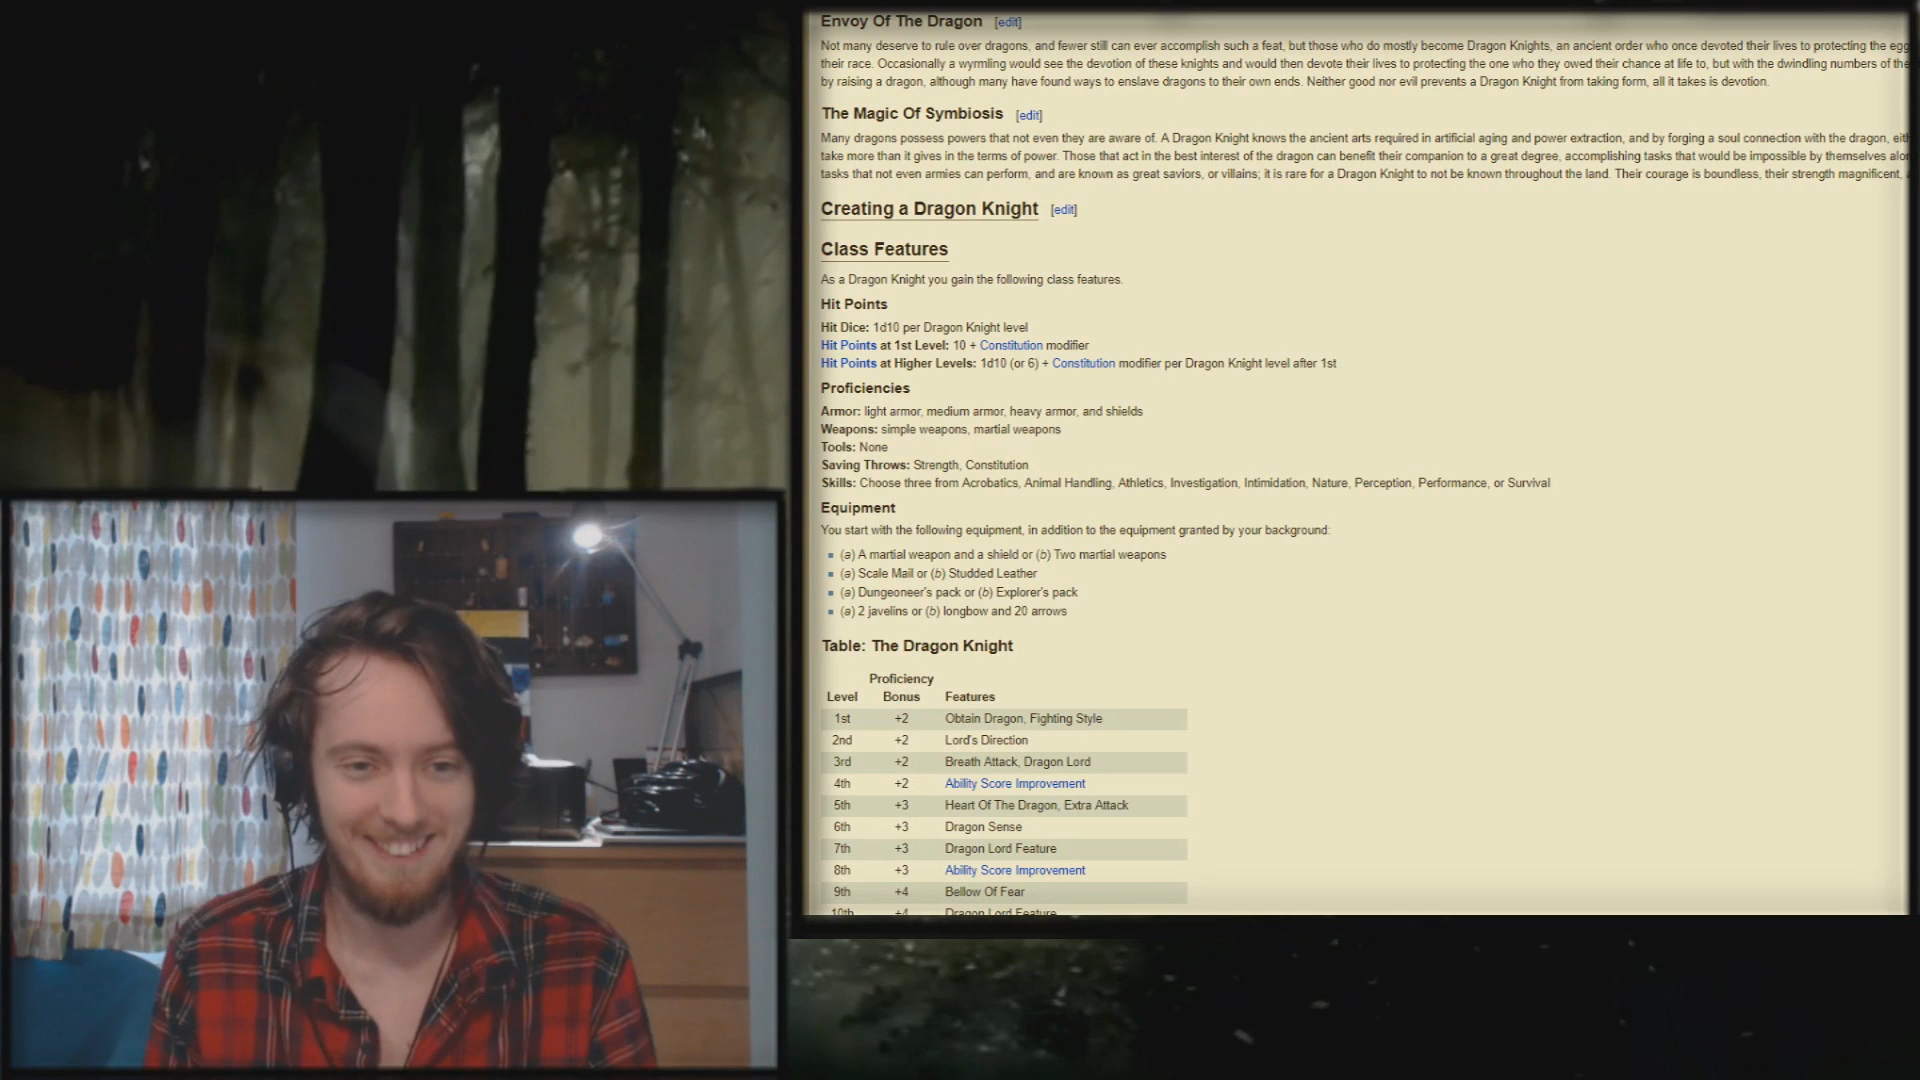 Envoy Of The Dragon [edit]
Not many deserve to rule over dragons, and fewer still can ever accomplish such a feat, but those who do mostly become Dragon Knights, an ancient order who once devoted their lives to protecting the egg
their race. Occasionally a wyrmling would see the devotion of these knights and would then devote their lives to protecting the one who they owed their chance at life to, but with the dwindling numbers of the
by raising a dragon, although many have found ways to enslave dragons to their own ends. Neither good nor evil prevents a Dragon Knight from taking form, all it takes is devotion.
The Magic Of Symbiosis [edit]
Many dragons possess powers that not even they are aware of. A Dragon Knight knows the ancient arts required in artificial aging and power extraction, and by forging a soul connection with the dragon,
take more than it gives in the terms of power. Those that act in the best interest of the dragon can benefit their companion to a great degree, accomplishing tasks that would be impossible by themselves
tasks that not even armies can perform, and are known as great saviors, or villains; it is rare for a Dragon Knight to not be known throughout the land. Their courage is boundless, their strength magnificent,
Creating a Dragon Knight [edit]
Class Features
As a Dragon Knight you gain the following class features.
Hit Points
Hit Dice: 1d10 per Dragon Knight level
Hit Points at 1st Level: 10 + Constitution modifier
Hit Points at Higher Levels: 1d10 (or 6) + Constitution modifier per Dragon Knight level after 1st
Proficiencies
Armor: light armor, medium armor, heavy armor, and shields
Weapons: simple weapons, martial weapons
Tools: None
Saving Throws: Strength, Constitution
Skills: Choose three from Acrobatics, Animal Handling, Athletics, Investigation, Intimidation, Nature, Perception, Performance, or Survival
Equipment
You start with the following equipment, in addition to the equipment granted by your background:
(a) A martial weapon and a shield or (b) Two martial weapons
(a) Scale Mail or (b) Studded Leather
(a) Dungeoneer's pack or (b) Explorer's pack
(a) 2 javelins or (b) longbow and 20 arrows
Table: The Dragon Knight
Proficiency
Level Bonus Features
1st +2 Obtain Dragon, Fighting Style
2nd +2 Lord's Direction
3rd +2 Breath Attack, Dragon Lord
4th +2 Ability Score Improvement
5th +3 Heart Of The Dragon, Extra Attack
6th +3 Dragon Sense
7th +3 Dragon Lord Feature
8th +3 Ability Score Improvement
9th +4 Bellow Of Fear
10th +4 Dragon Lord Feature